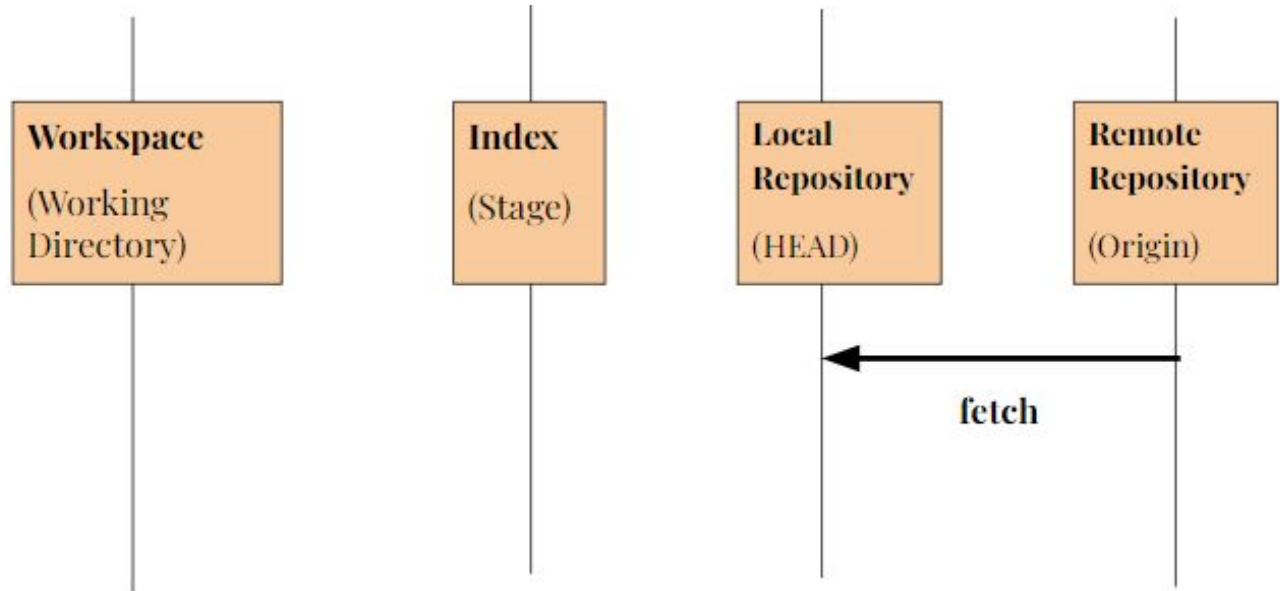 Workspace
(Working
Directory)
Index
(Stage)
Local
Repository
(HEAD)
Remote
Repository
(Origin)
fetch